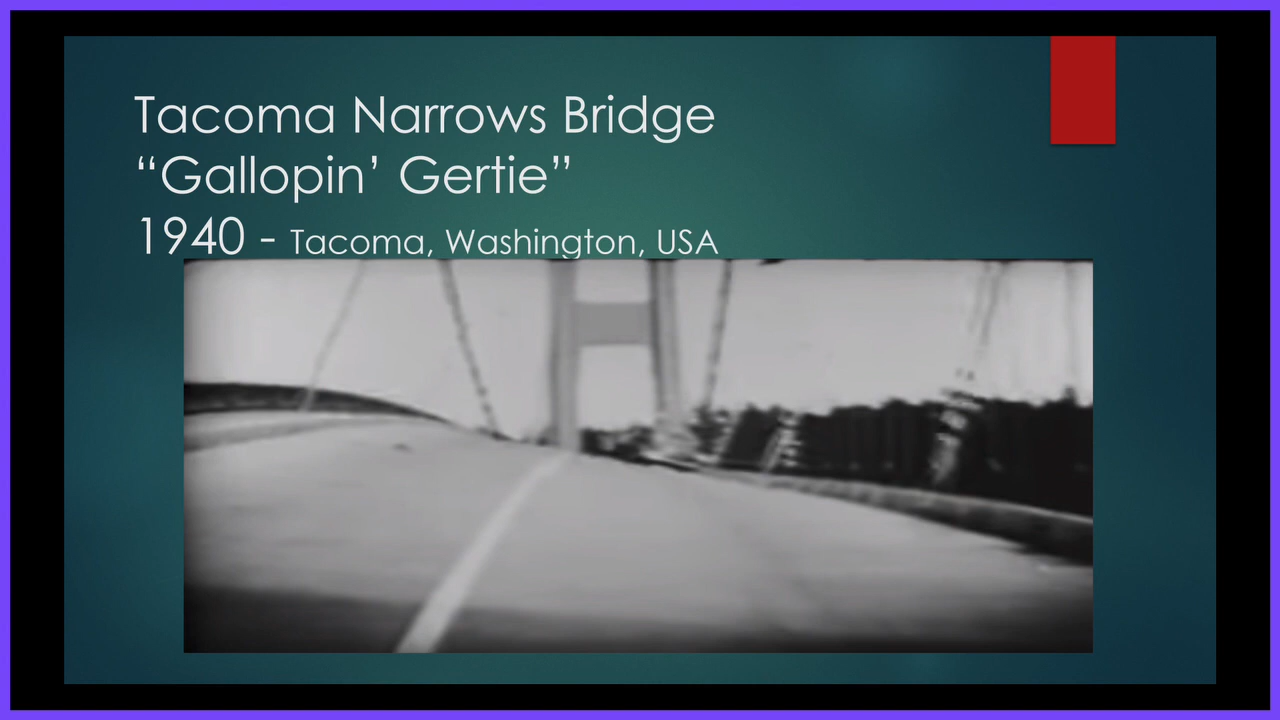 Tacoma Narrows Bridge
“Gallopin’ Gertie”
1940 - Tacoma, Washington, USA